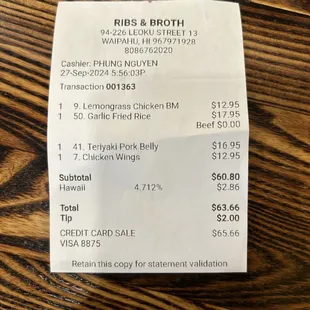 RIBS & BROTH
94-226 LEOKU STREET 13
WAIPAHU, HI 967971928
8086762020
Cashier: PHUNG NGUYEN
27-Sep-2024 5:56:03P
Transaction 001363
1 9. Lemongrass Chicken BM $12.95
1 50. Garlic Fried Rice $17.95
Beef $0.00
1 41. Teriyaki Pork Belly $16.95
1 7. Chicken Wings $12.95
Subtotal $60.80
Hawaii 4.712% $2.86
Total $63.66
Tip $2.00
CREDIT CARD SALE $65.66
VISA 8875
Retain this copy for statement validation